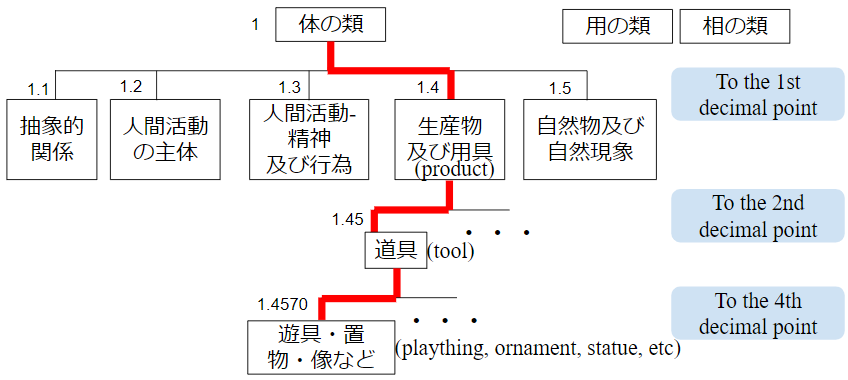 1
体の類
用の類
相の類
1.1
1.2
1.3
1.4
1.5
抽象的
関係
人間活動
の主体
人間活動-
精神
及び行為
生産物
及び用具
(product)
自然物及び
自然現象
To the 1st
decimal point
1.45
道具(tool)
・・・
To the 2nd
decimal point
1.4570
遊具・置
物・像など
(plaything, ornament, statue, etc)
・・・
To the 4th
decimal point